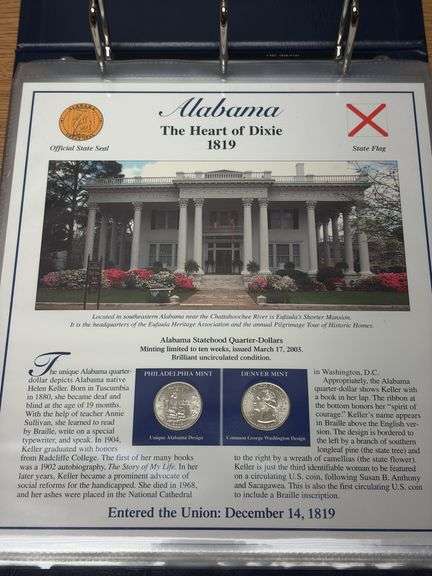 Alabama
The Heart of Dixie
1819
Official State Seal
State Flag
Located in southeastern Alabama near the Chattahoochee River is Eufaula's Shorter Mansion.
It is the headquarters of the Eufaula Heritage Association and the annual Pilgrimage Tour of Historic Homes.
Alabama Statehood Quarter-Dollars
Minting limited to ten weeks, issued March 17, 2003.
Brilliant uncirculated condition.
The unique Alabama quarter-
dollar depicts Alabama native
Helen Keller. Born in Tuscumbia
in 1880, she became deaf and
blind at the age of 19 months.
With the help of teacher Annie
Sullivan, she learned to read
by Braille, write on a special
typewriter, and speak. In 1904,
Keller graduated with honors
from Radcliffe College. The first of her many books
was a 1902 autobiography, The Story of My Life. In her
later years, Keller became a prominent advocate of
social reforms for the handicapped. She died in 1968,
and her ashes were placed in the National Cathedral
PHILADELPHIA MINT
Unique Alabama Design
DENVER MINT
Common George Washington Design
in Washington, D.C.
Appropriately, the Alabama
quarter-dollar shows Keller with
a book in her lap. The ribbon at
the bottom honors her "spirit of
courage." Keller's name appears
in Braille above the English ver-
sion. The design is bordered to
the left by a branch of southern
longleaf pine (the state tree) and
to the right by a wreath of camellias (the state flower).
Keller is just the third identifiable woman to be featured
on a circulating U.S. coin, following Susan B. Anthony
and Sacagawea. This is also the first circulating U.S. coin
to include a Braille inscription.
Entered the Union: December 14, 1819